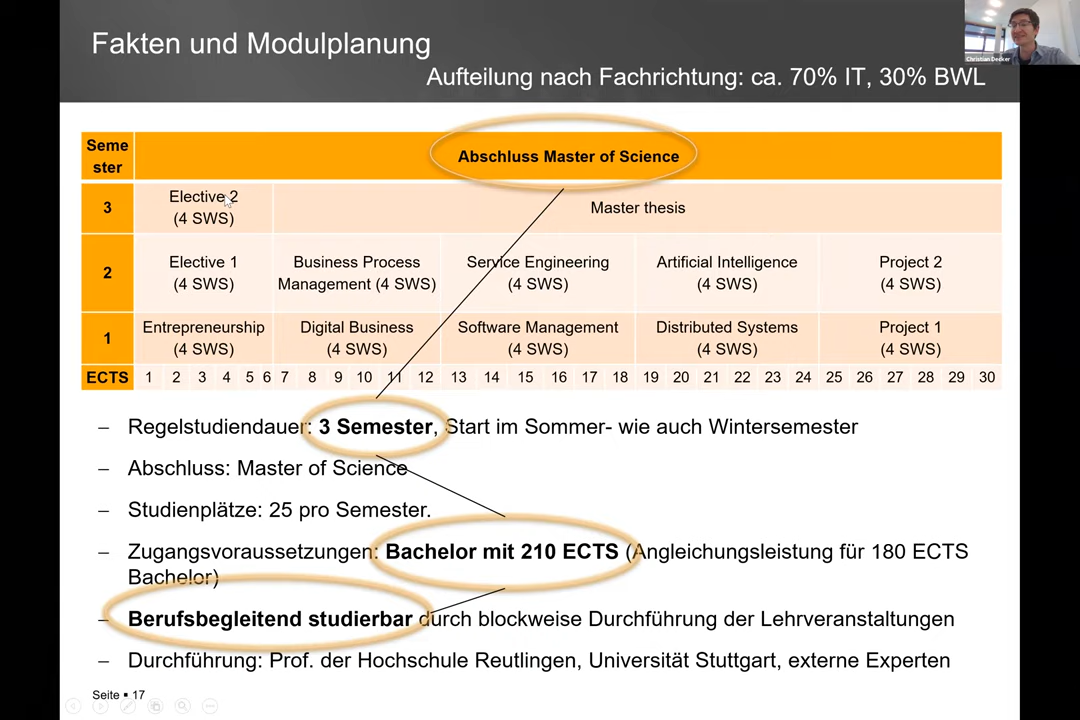 Fakten und Modulplanung
Aufteilung nach Fachrichtung: ca. 70% IT, 30% BWL
Christian Decker
Seme
ster
Abschluss Master of Science
3
Elective 2
(4 SWS)
Master thesis
2
Elective 1
(4 SWS)
Business Process
Management (4 SWS)
Service Engineering
(4 SWS)
Artificial Intelligence
(4 SWS)
Project 2
(4 SWS)
1
Entrepreneurship
(4 SWS)
Digital Business
(4 SWS)
Software Management
(4 SWS)
Distributed Systems
(4 SWS)
Project 1
(4 SWS)
ECTS 1 2 3 4 5 6 7 8 9 10 11 12 13 14 15 16 17 18 19 20 21 22 23 24 25 26 27 28 29 30
– Regelstudiendauer: 3 Semester, Start im Sommer- wie auch Wintersemester
– Abschluss: Master of Science
– Studienplätze: 25 pro Semester.
– Zugangsvoraussetzungen: Bachelor mit 210 ECTS (Angleichungsleistung für 180 ECTS
Bachelor)
– Berufsbegleitend studierbar durch blockweise Durchführung der Lehrveranstaltungen
– Durchführung: Prof. der Hochschule Reutlingen, Universität Stuttgart, externe Experten
Seite ▪ 17